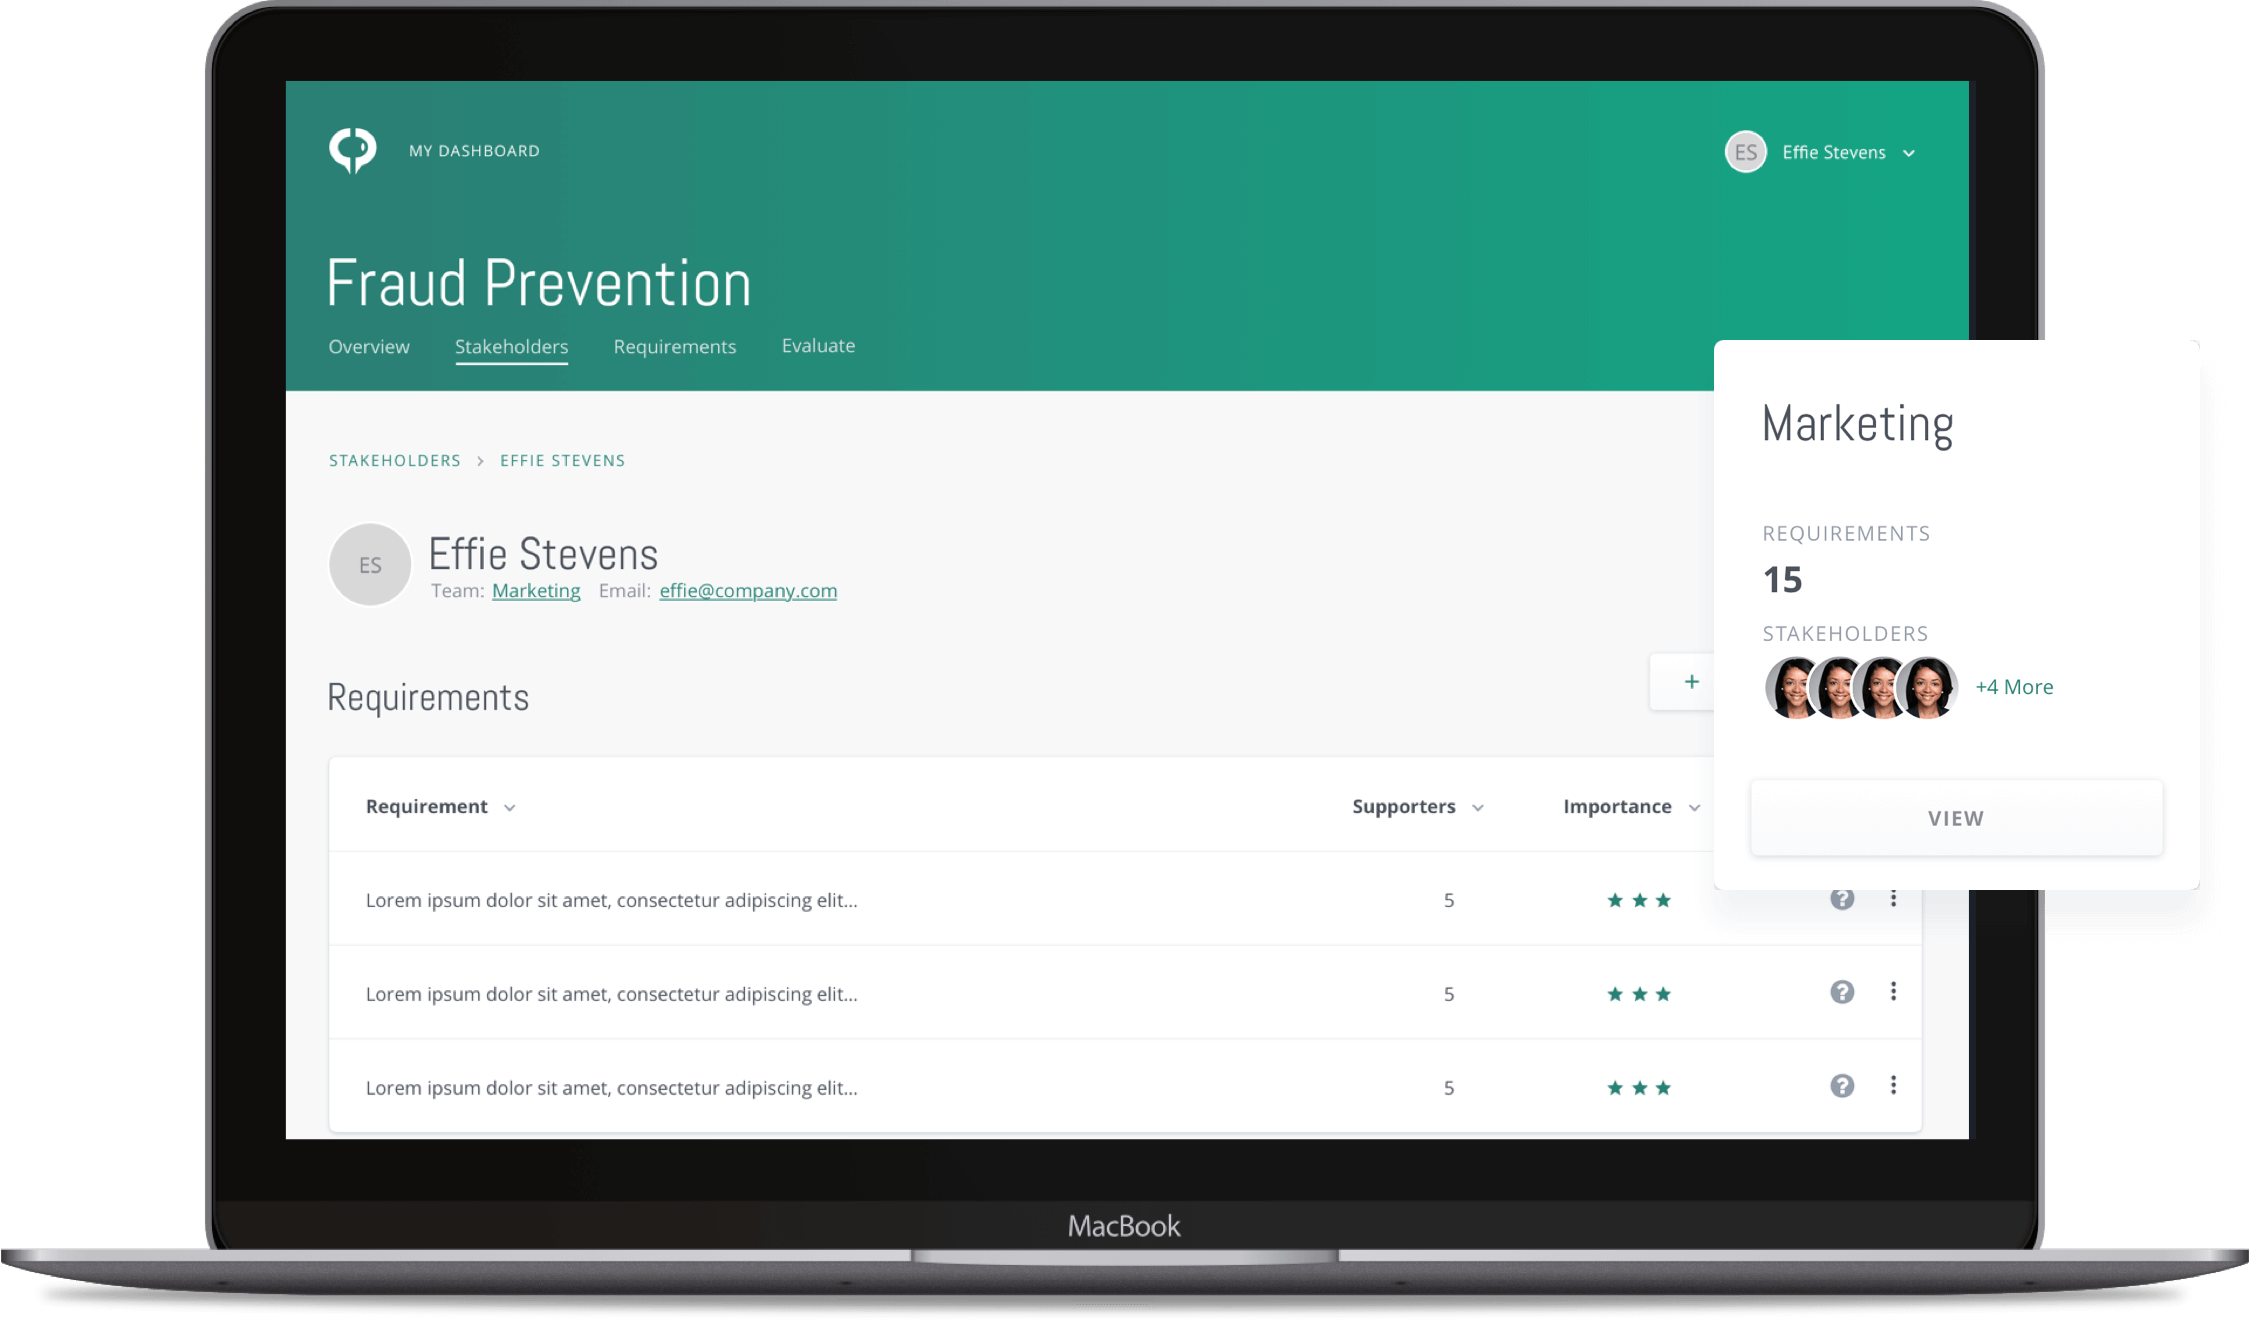 MY DASHBOARD
ES Effie Stevens
Fraud Prevention
Overview Stakeholders Requirements Evaluate
STAKEHOLDERS > EFFIE STEVENS
ES
Effie Stevens
Team: Marketing Email: effie@company.com
Requirements
+
Requirement Supporters Importance
Lorem ipsum dolor sit amet, consectetur adipiscing elit... 5 ★★★ ?
Lorem ipsum dolor sit amet, consectetur adipiscing elit... 5 ★★★ ?
Lorem ipsum dolor sit amet, consectetur adipiscing elit... 5 ★★★ ?
Marketing
REQUIREMENTS
15
STAKEHOLDERS
+4 More
VIEW
MacBook